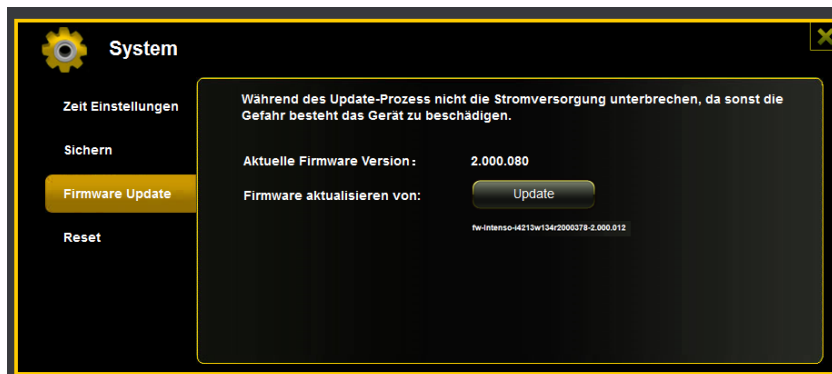 System
Zeit Einstellungen
Sichern
Firmware Update
Reset
Während des Update-Prozess nicht die Stromversorgung unterbrechen, da sonst die
Gefahr besteht das Gerät zu beschädigen.
Aktuelle Firmware Version: 2.000.080
Firmware aktualisieren von: Update
fw-Intenso-i4213w134r2000378-2.000.012